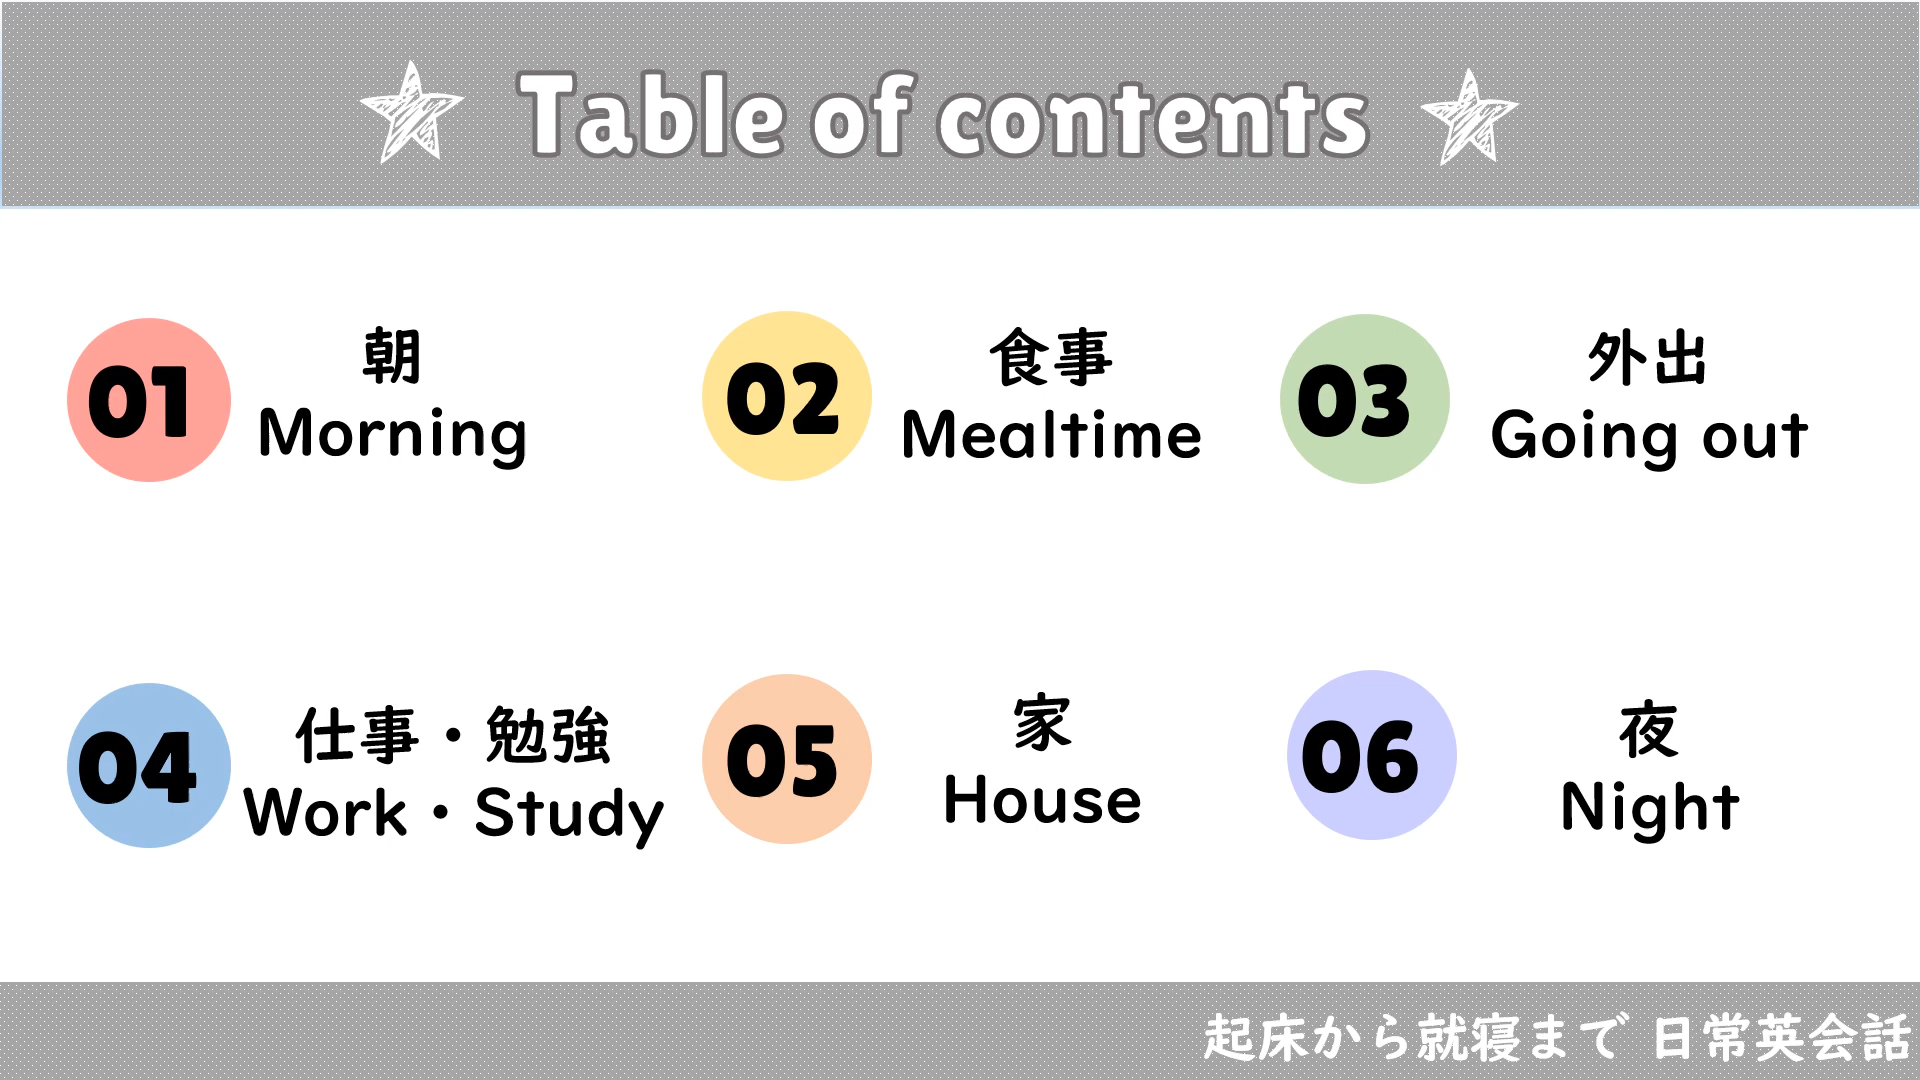 Table of contents
01
朝
Morning
02
食事
Mealtime
03
外出
Going out
04
仕事・勉強
Work・Study
05
家
House
06
夜
Night
起床から就寝まで 日常英会話